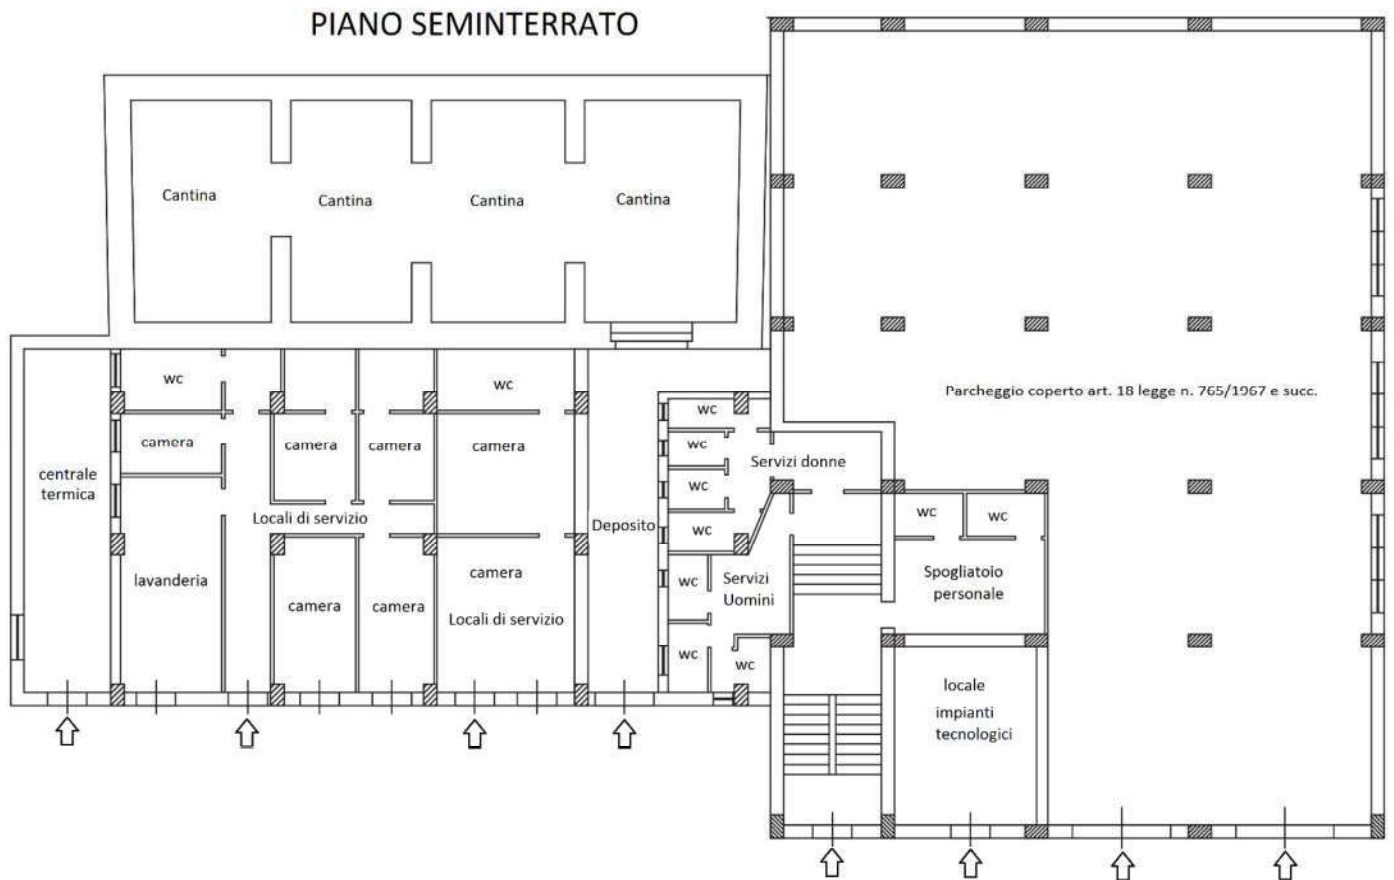 PIANO SEMINTERRATO
Cantina
Cantina
Cantina
Cantina
Parcheggio coperto art. 18 legge n. 765/1967 e succ.
wc
wc
wc
camera
camera
camera
camera
wc
Servizi donne
centrale
termica
wc
Locali di servizio
Deposito
wc
wc
wc
lavanderia
camera
camera
camera
Locali di servizio
wc
Servizi
Uomini
Spogliatoio
personale
wc
wc
locale
impianti
tecnologici